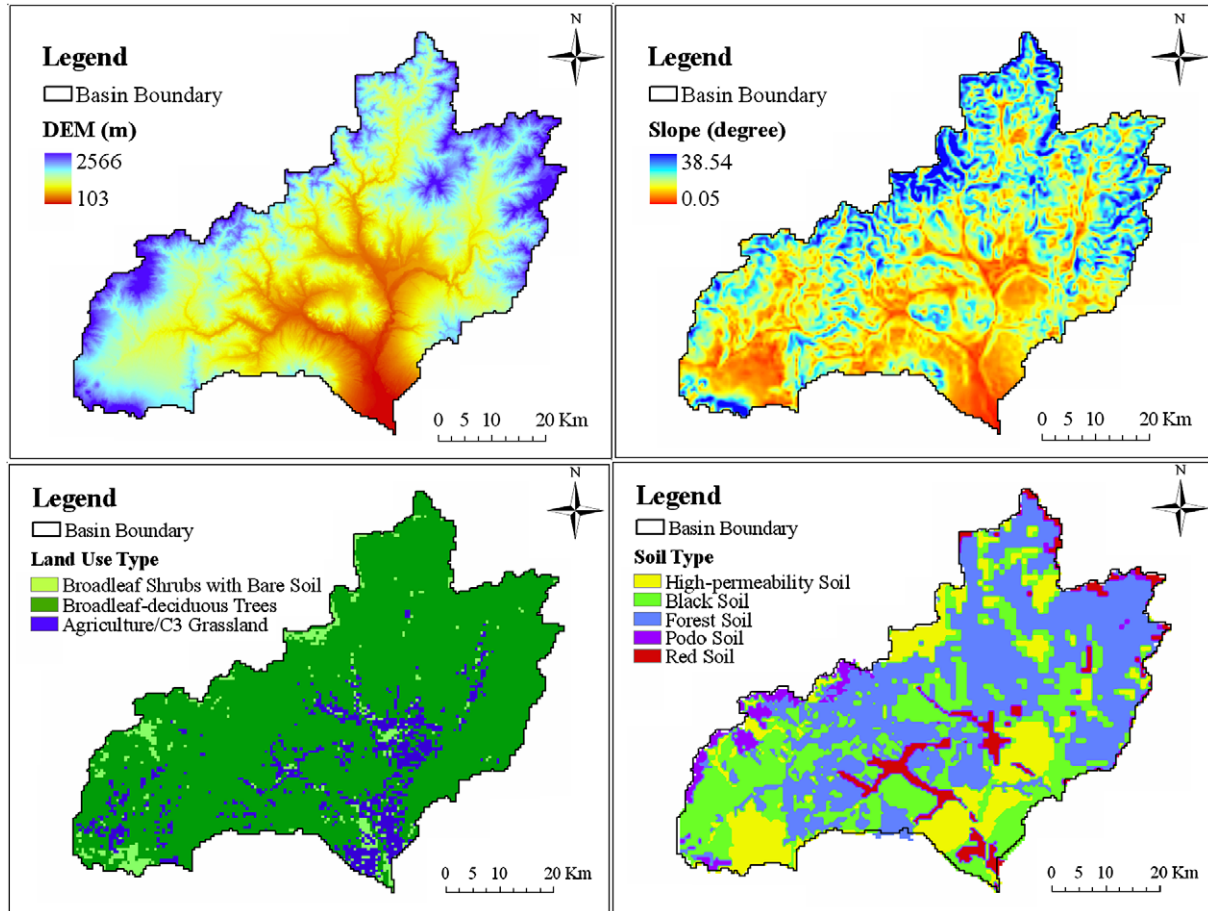 N
Legend
Basin Boundary
DEM (m)
2566
103
0 5 10 20 Km
N
Legend
Basin Boundary
Slope (degree)
38.54
0.05
0 5 10 20 Km
N
Legend
Basin Boundary
Land Use Type
Broadleaf Shrubs with Bare Soil
Broadleaf-deciduous Trees
Agriculture/C3 Grassland
0 5 10 20 Km
N
Legend
Basin Boundary
Soil Type
High-permeability Soil
Black Soil
Forest Soil
Podo Soil
Red Soil
0 5 10 20 Km